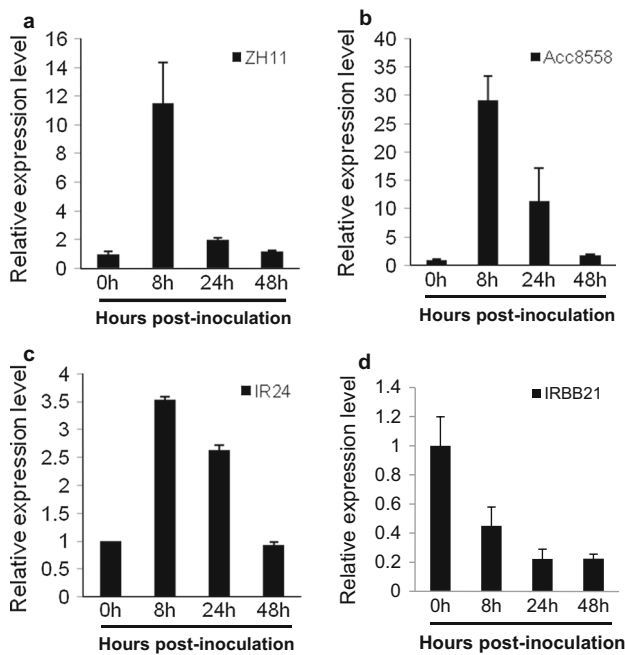 a
Relative expression level
16
14
12
10
8
6
4
2
0
ZH11
0h 8h 24h 48h
Hours post-inoculation
b
Relative expression level
40
35
30
25
20
15
10
5
0
Acc8558
0h 8h 24h 48h
Hours post-inoculation
c
Relative expression level
4
3.5
3
2.5
2
1.5
1
0.5
0
IR24
0h 8h 24h 48h
Hours post-inoculation
d
Relative expression level
1.4
1.2
1
0.8
0.6
0.4
0.2
0
IRBB21
0h 8h 24h 48h
Hours post-inoculation